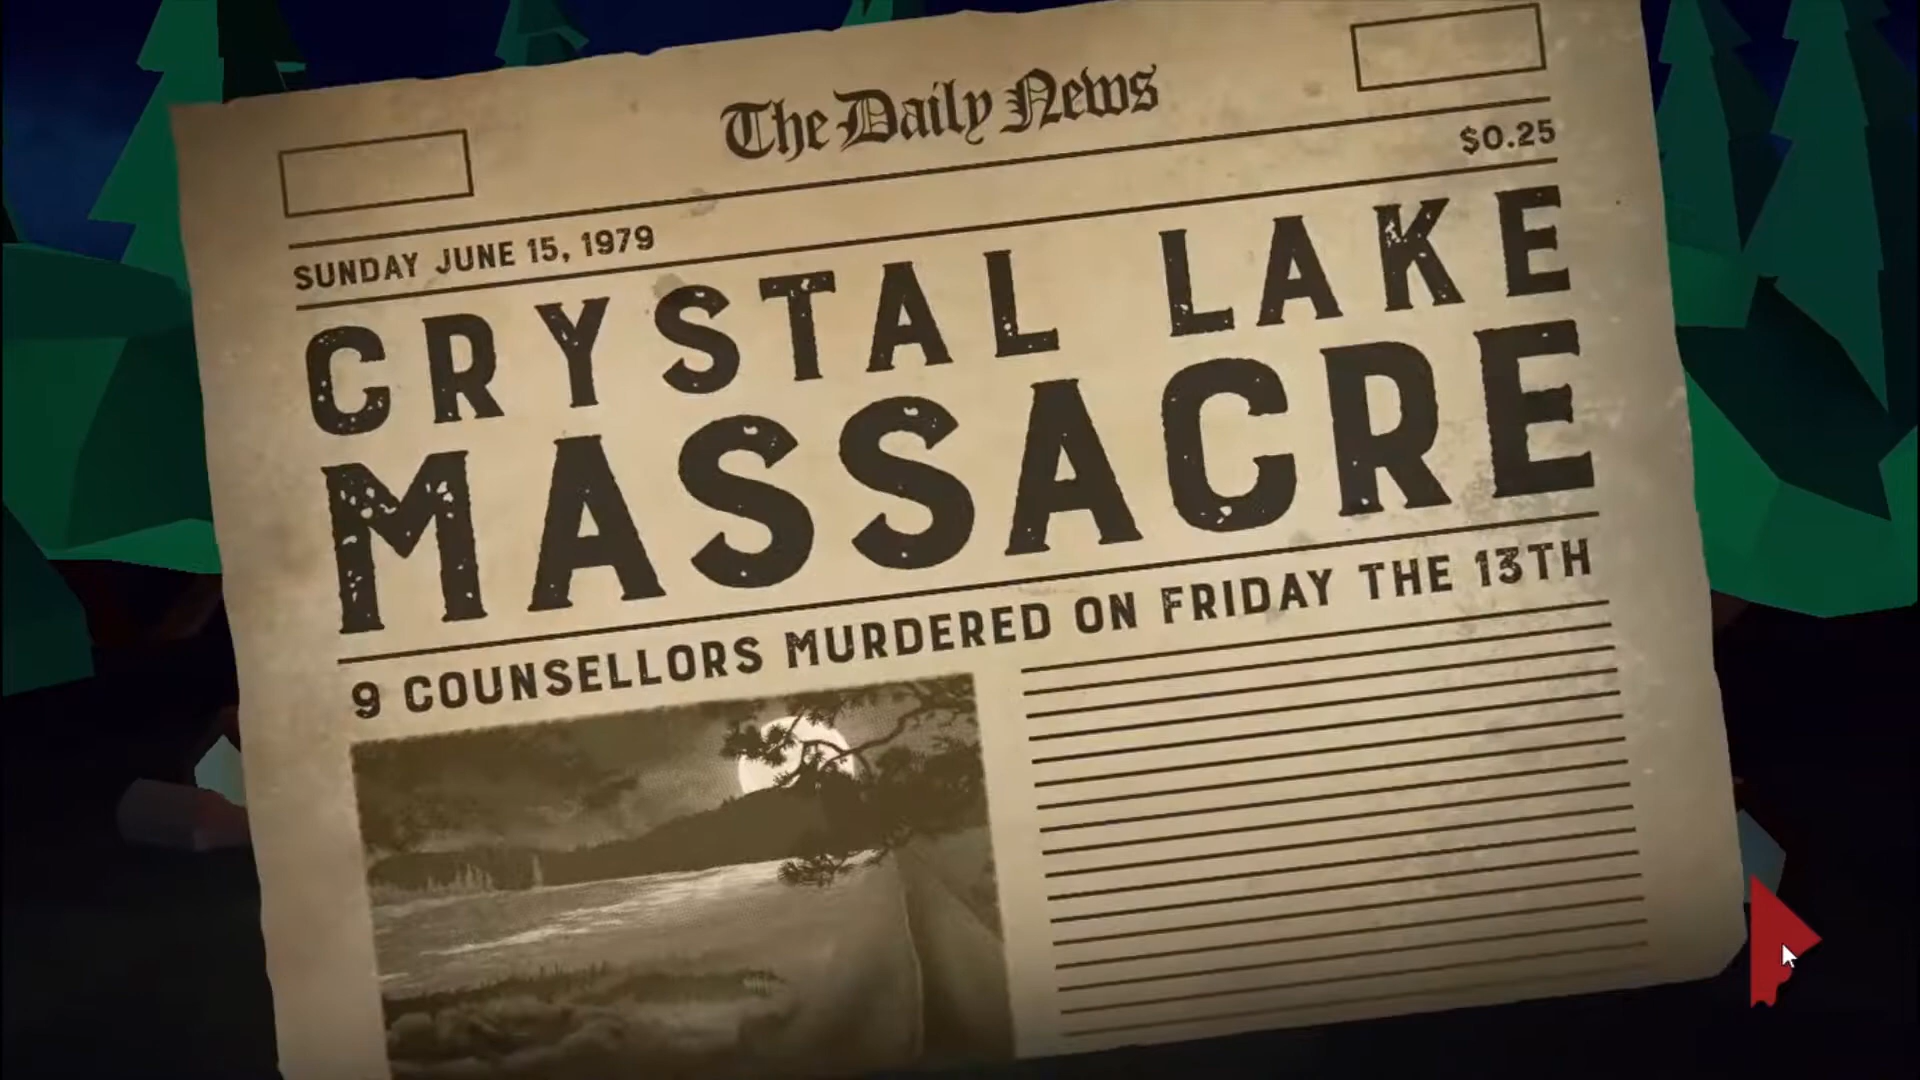 The Daily News
$0.25
SUNDAY JUNE 15, 1979
CRYSTAL LAKE
MASSACRE
9 COUNSELLORS MURDERED ON FRIDAY THE 13TH